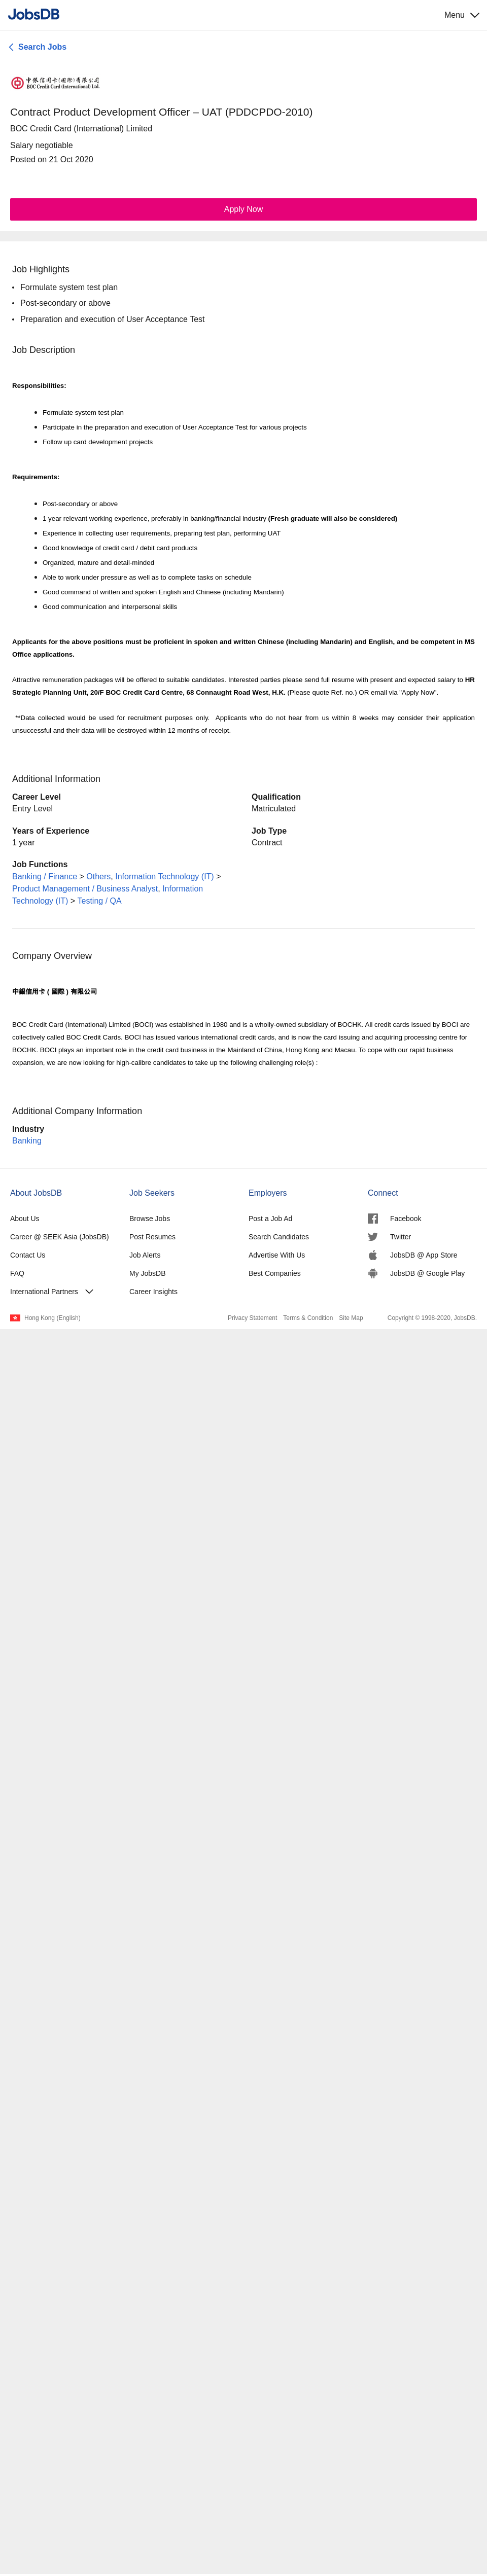 JobsDB
Menu
Search Jobs
中銀信用卡(國際)有限公司
BOC Credit Card (International) Ltd.
Contract Product Development Officer – UAT (PDDCPDO-2010)
BOC Credit Card (International) Limited
Salary negotiable
Posted on 21 Oct 2020
Apply Now
Job Highlights
• Formulate system test plan
• Post-secondary or above
• Preparation and execution of User Acceptance Test
Job Description
Responsibilities:
• Formulate system test plan
• Participate in the preparation and execution of User Acceptance Test for various projects
• Follow up card development projects
Requirements:
• Post-secondary or above
• 1 year relevant working experience, preferably in banking/financial industry (Fresh graduate will also be considered)
• Experience in collecting user requirements, preparing test plan, performing UAT
• Good knowledge of credit card / debit card products
• Organized, mature and detail-minded
• Able to work under pressure as well as to complete tasks on schedule
• Good command of written and spoken English and Chinese (including Mandarin)
• Good communication and interpersonal skills
Applicants for the above positions must be proficient in spoken and written Chinese (including Mandarin) and English, and be competent in MS
Office applications.
Attractive remuneration packages will be offered to suitable candidates. Interested parties please send full resume with present and expected salary to HR
Strategic Planning Unit, 20/F BOC Credit Card Centre, 68 Connaught Road West, H.K. (Please quote Ref. no.) OR email via "Apply Now".
**Data collected would be used for recruitment purposes only. Applicants who do not hear from us within 8 weeks may consider their application
unsuccessful and their data will be destroyed within 12 months of receipt.
Additional Information
Career Level
Entry Level
Qualification
Matriculated
Years of Experience
1 year
Job Type
Contract
Job Functions
Banking / Finance > Others, Information Technology (IT) >
Product Management / Business Analyst, Information
Technology (IT) > Testing / QA
Company Overview
中銀信用卡 ( 國際 ) 有限公司
BOC Credit Card (International) Limited (BOCI) was established in 1980 and is a wholly-owned subsidiary of BOCHK. All credit cards issued by BOCI are
collectively called BOC Credit Cards. BOCI has issued various international credit cards, and is now the card issuing and acquiring processing centre for
BOCHK. BOCI plays an important role in the credit card business in the Mainland of China, Hong Kong and Macau. To cope with our rapid business
expansion, we are now looking for high-calibre candidates to take up the following challenging role(s) :
Additional Company Information
Industry
Banking
About JobsDB
About Us
Career @ SEEK Asia (JobsDB)
Contact Us
FAQ
International Partners
Job Seekers
Browse Jobs
Post Resumes
Job Alerts
My JobsDB
Career Insights
Employers
Post a Job Ad
Search Candidates
Advertise With Us
Best Companies
Connect
Facebook
Twitter
JobsDB @ App Store
JobsDB @ Google Play
Hong Kong (English)
Privacy Statement Terms & Condition Site Map Copyright © 1998-2020, JobsDB.